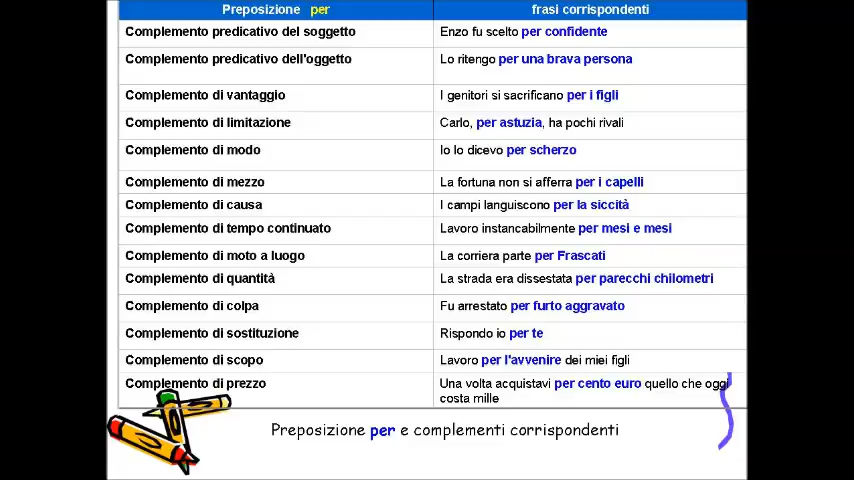 Preposizione per frasi corrispondenti
Complemento predicativo del soggetto Enzo fu scelto per confidente
Complemento predicativo dell'oggetto Lo ritengo per una brava persona
Complemento di vantaggio I genitori si sacrificano per i figli
Complemento di limitazione Carlo, per astuzia, ha pochi rivali
Complemento di modo Io lo dicevo per scherzo
Complemento di mezzo La fortuna non si afferra per i capelli
Complemento di causa I campi languiscono per la siccità
Complemento di tempo continuato Lavoro instancabilmente per mesi e mesi
Complemento di moto a luogo La corriera parte per Frascati
Complemento di quantità La strada era dissestata per parecchi chilometri
Complemento di colpa Fu arrestato per furto aggravato
Complemento di sostituzione Rispondo io per te
Complemento di scopo Lavoro per l'avvenire dei miei figli
Complemento di prezzo Una volta acquistavi per cento euro quello che oggi
costa mille
Preposizione per e complementi corrispondenti